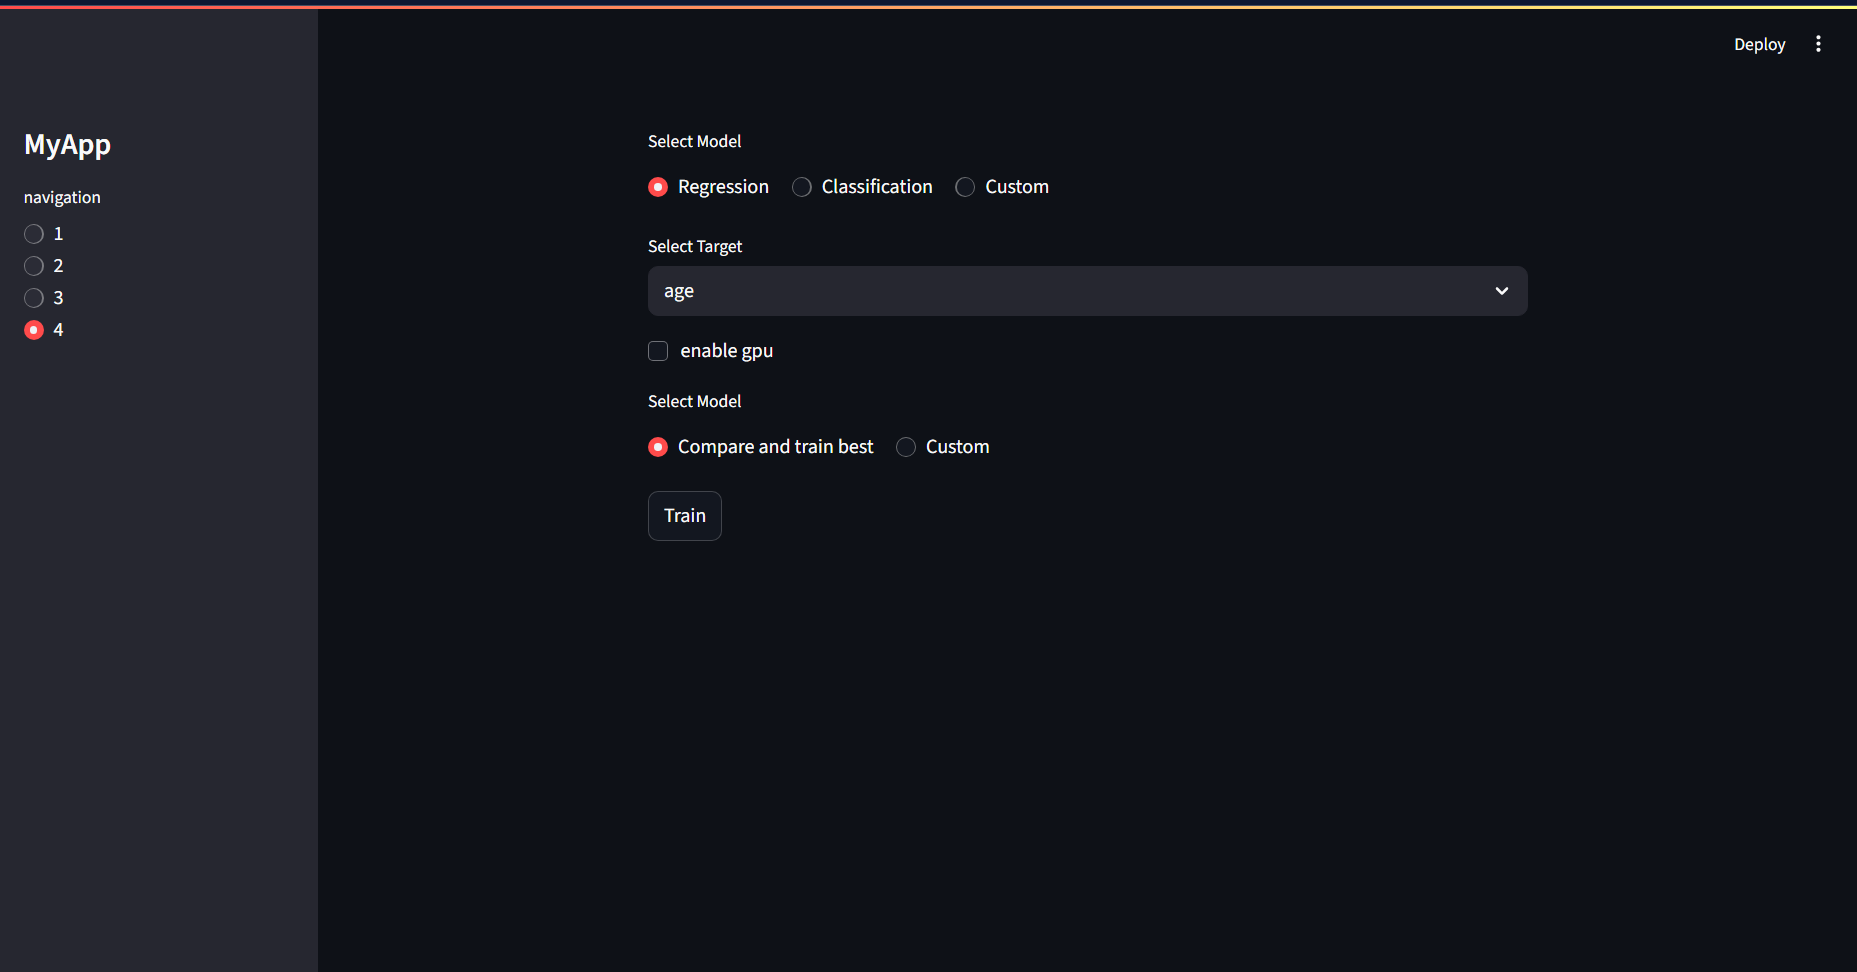 Deploy
MyApp
navigation
1
2
3
4
Select Model
Regression Classification Custom
Select Target
age
enable gpu
Select Model
Compare and train best Custom
Train